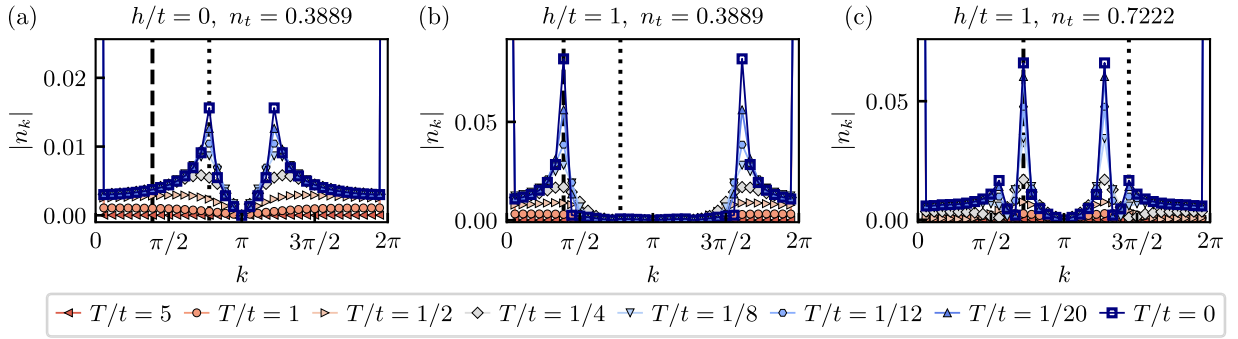 (a) h/t = 0, n_t = 0.3889
|n_k|
0.02
0.01
0.00
0 π/2 π 3π/2 2π
k
(b) h/t = 1, n_t = 0.3889
|n_k|
0.05
0.00
0 π/2 π 3π/2 2π
k
(c) h/t = 1, n_t = 0.7222
|n_k|
0.05
0.00
0 π/2 π 3π/2 2π
k
T/t = 5 T/t = 1 T/t = 1/2 T/t = 1/4 T/t = 1/8 T/t = 1/12 T/t = 1/20 T/t = 0